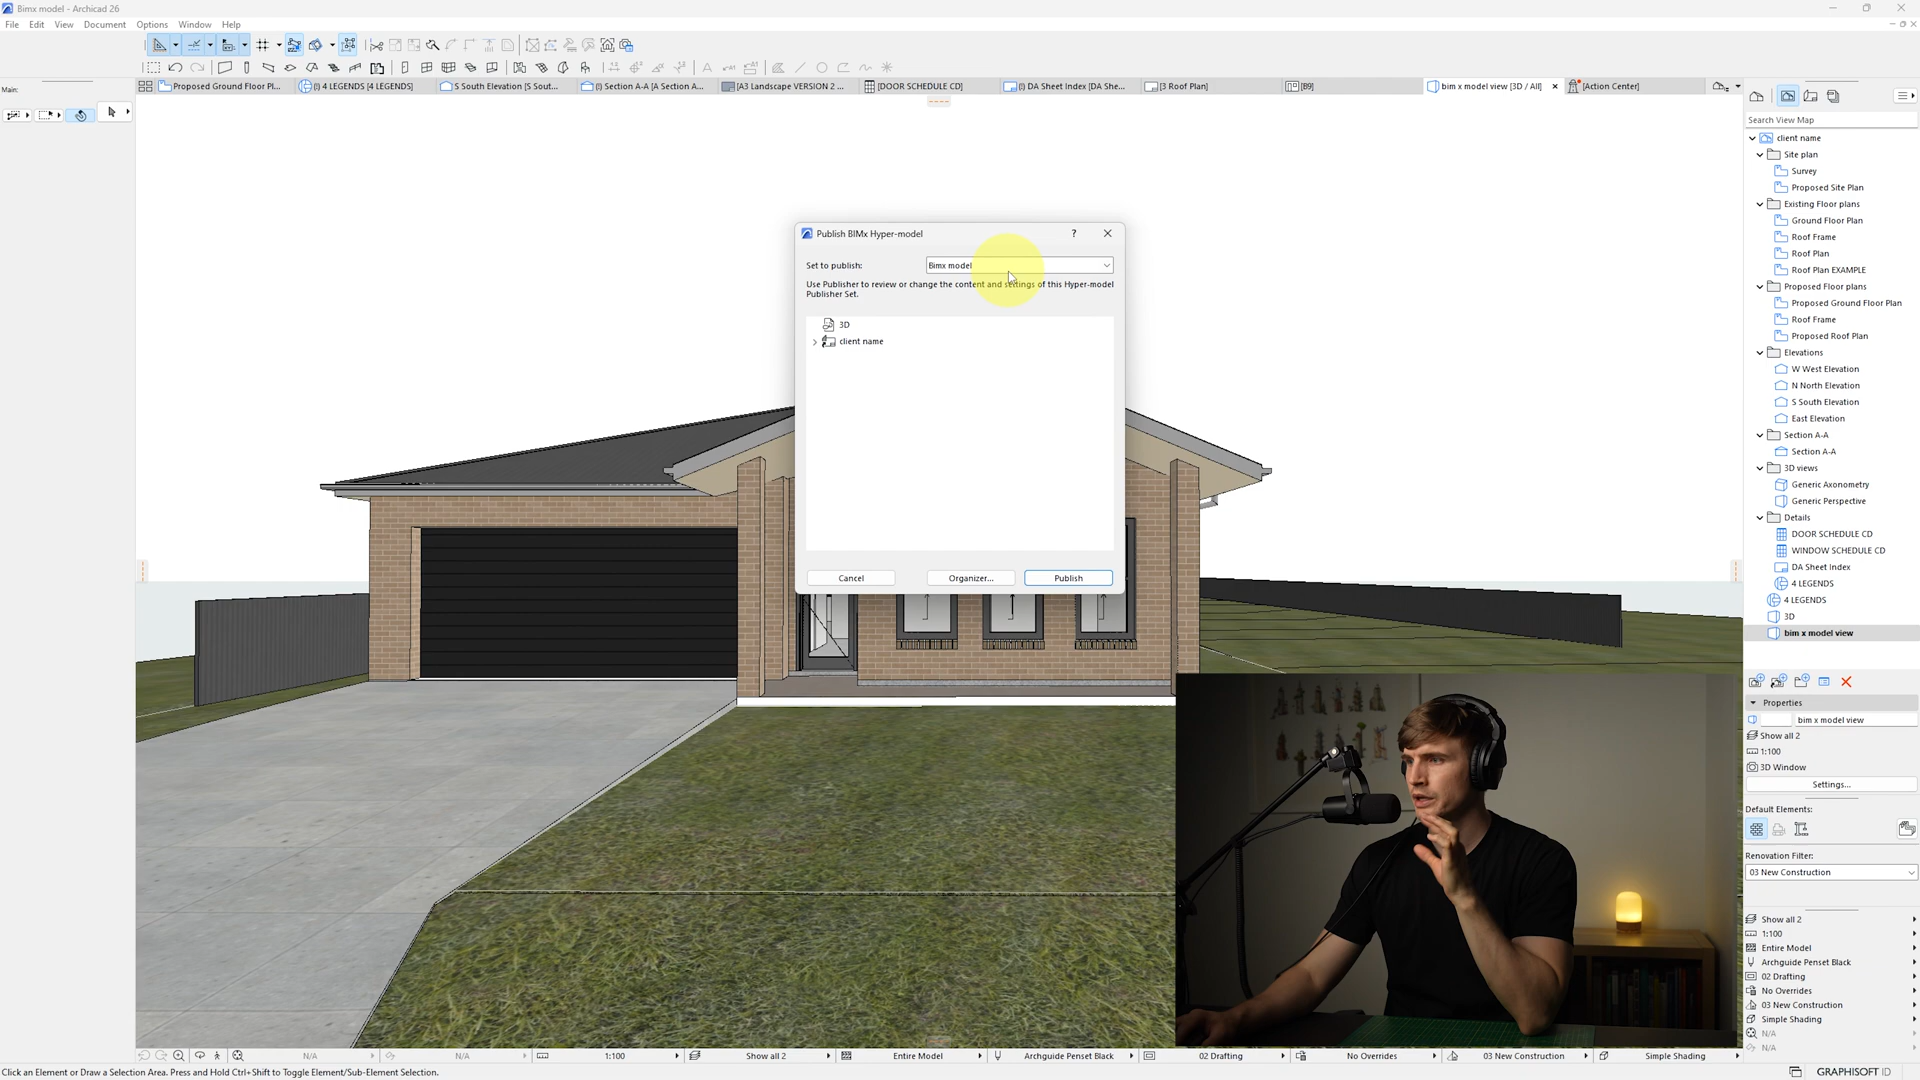 Bimx model - Archicad 26
File Edit View Document Options Window Help
Main:
Proposed Ground Floor Pl...
(!) 4 LEGENDS [4 LEGENDS]
S South Elevation [S Sout...
(!) Section A-A [A Section A...
[A3 Landscape VERSION 2 ...
[DOOR SCHEDULE CD]
(!) DA Sheet Index [DA She...
[3 Roof Plan]
[B9]
bim x model view [3D / All]
[Action Center]
Publish BIMx Hyper-model ?
Set to publish: Bimx model
Use Publisher to review or change the content and settings of this Hyper-model
Publisher Set.
3D
client name
Cancel Organizer... Publish
Search View Map
client name
Site plan
Survey
Proposed Site Plan
Existing Floor plans
Ground Floor Plan
Roof Frame
Roof Plan
Roof Plan EXAMPLE
Proposed Floor plans
Proposed Ground Floor Plan
Roof Frame
Proposed Roof Plan
Elevations
W West Elevation
N North Elevation
S South Elevation
East Elevation
Section A-A
Section A-A
3D views
Generic Axonometry
Generic Perspective
Details
DOOR SCHEDULE CD
WINDOW SCHEDULE CD
DA Sheet Index
4 LEGENDS
4 LEGENDS
3D
bim x model view
Properties
bim x model view
Show all 2
1:100
3D Window
Settings...
Default Elements:
Renovation Filter:
03 New Construction
Show all 2
1:100
Entire Model
Archguide Penset Black
02 Drafting
No Overrides
03 New Construction
Simple Shading
N/A
N/A
N/A N/A 1:100 Show all 2 Entire Model Archguide Penset Black 02 Drafting No Overrides 03 New Construction Simple Shading
Click an Element or Draw a Selection Area. Press and Hold Ctrl+Shift to Toggle Element/Sub-Element Selection.
GRAPHISOFT ID